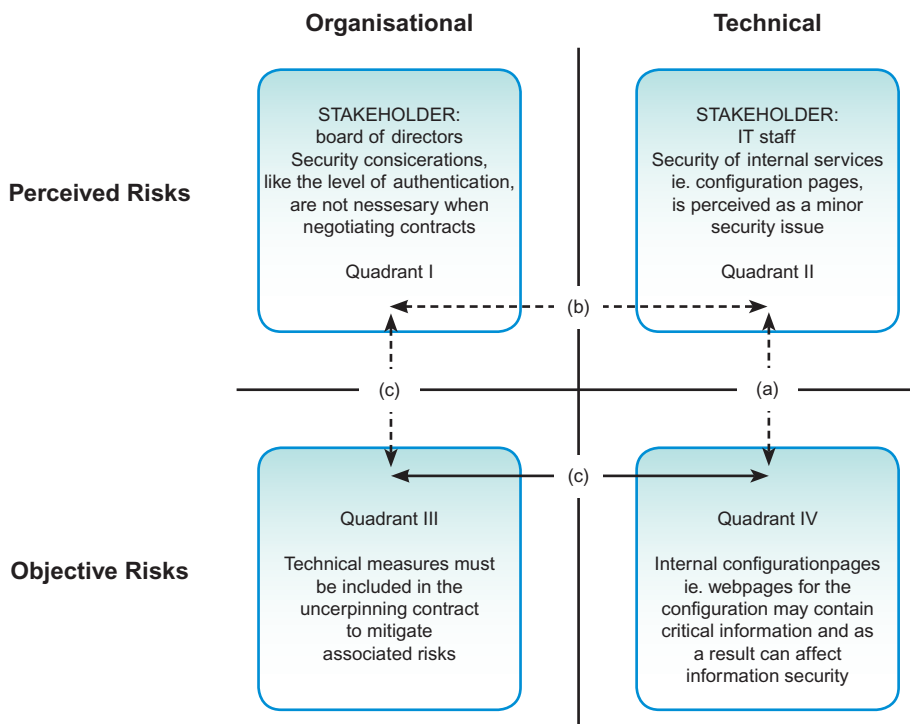 Organisational
Technical
Perceived Risks
STAKEHOLDER:
board of directors
Security consicerations,
like the level of authentication,
are not nessesary when
negotiating contracts
Quadrant I
STAKEHOLDER:
IT staff
Security of internal services
ie. configuration pages,
is perceived as a minor
security issue
Quadrant II
(b)
(c)
(a)
(c)
Objective Risks
Quadrant III
Technical measures must
be included in the
uncerpinning contract
to mitigate
associated risks
Quadrant IV
Internal configurationpages
ie. webpages for the
configuration may contain
critical information and as
a result can affect
information security